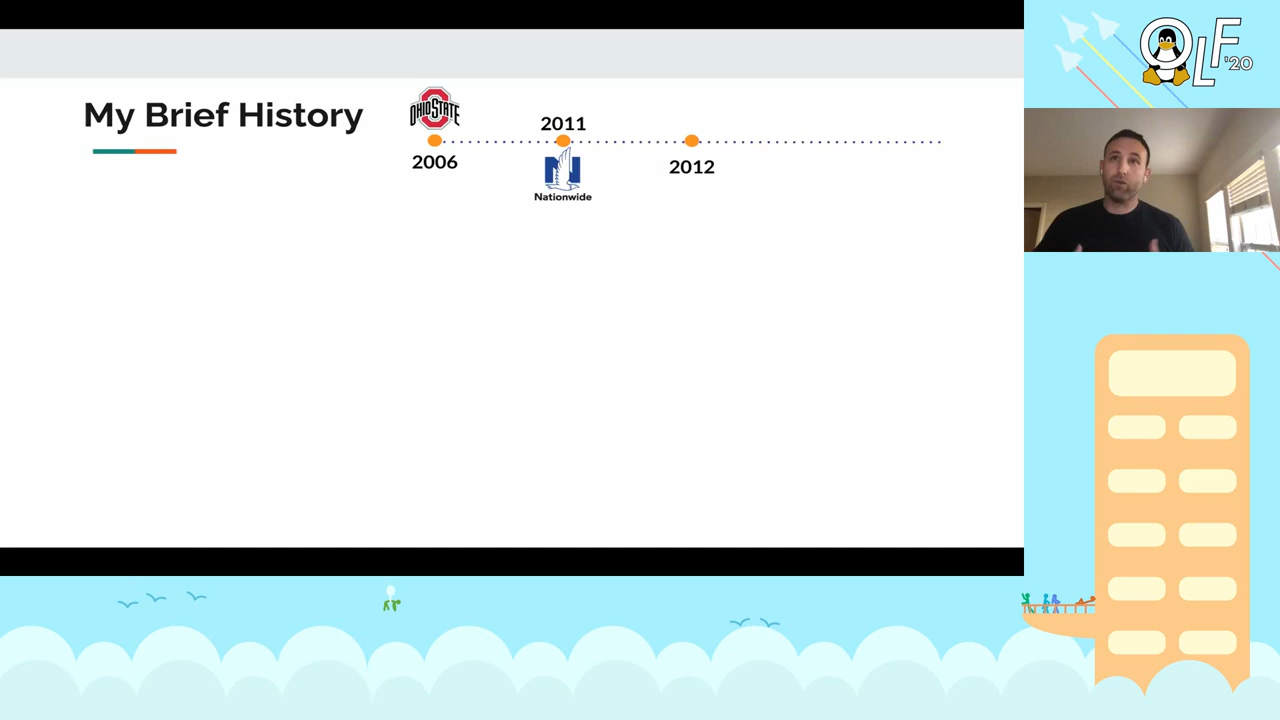 My Brief History
OHIO STATE
2006
2011
Nationwide
2012
OLF '20